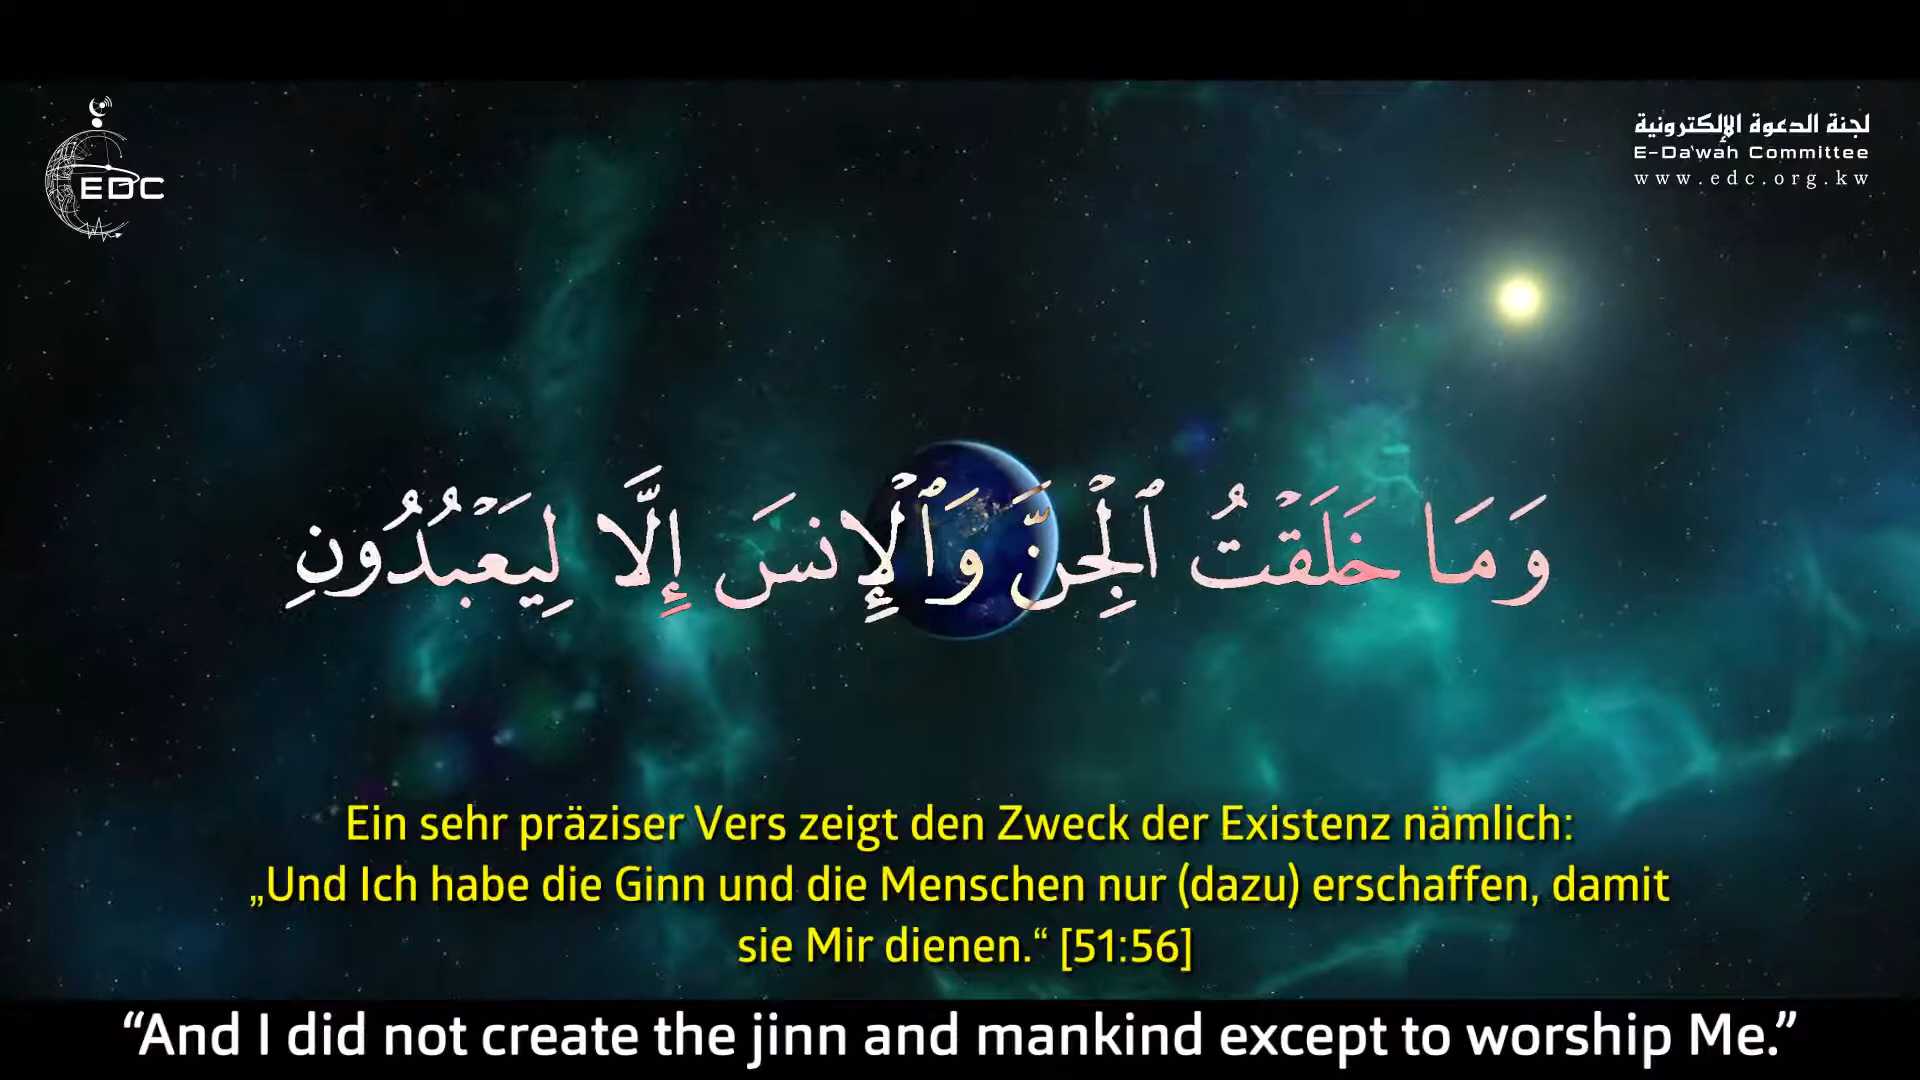 EDC
لجنة الدعوة الإلكترونية
E-Da'wah Committee
www.edc.org.kw
وَمَا خَلَقْتُ ٱلْجِنَّ وَٱلْإِنسَ إِلَّا لِيَعْبُدُونِ
Ein sehr präziser Vers zeigt den Zweck der Existenz nämlich:
„Und Ich habe die Ginn und die Menschen nur (dazu) erschaffen, damit
sie Mir dienen.“ [51:56]
“And I did not create the jinn and mankind except to worship Me.”